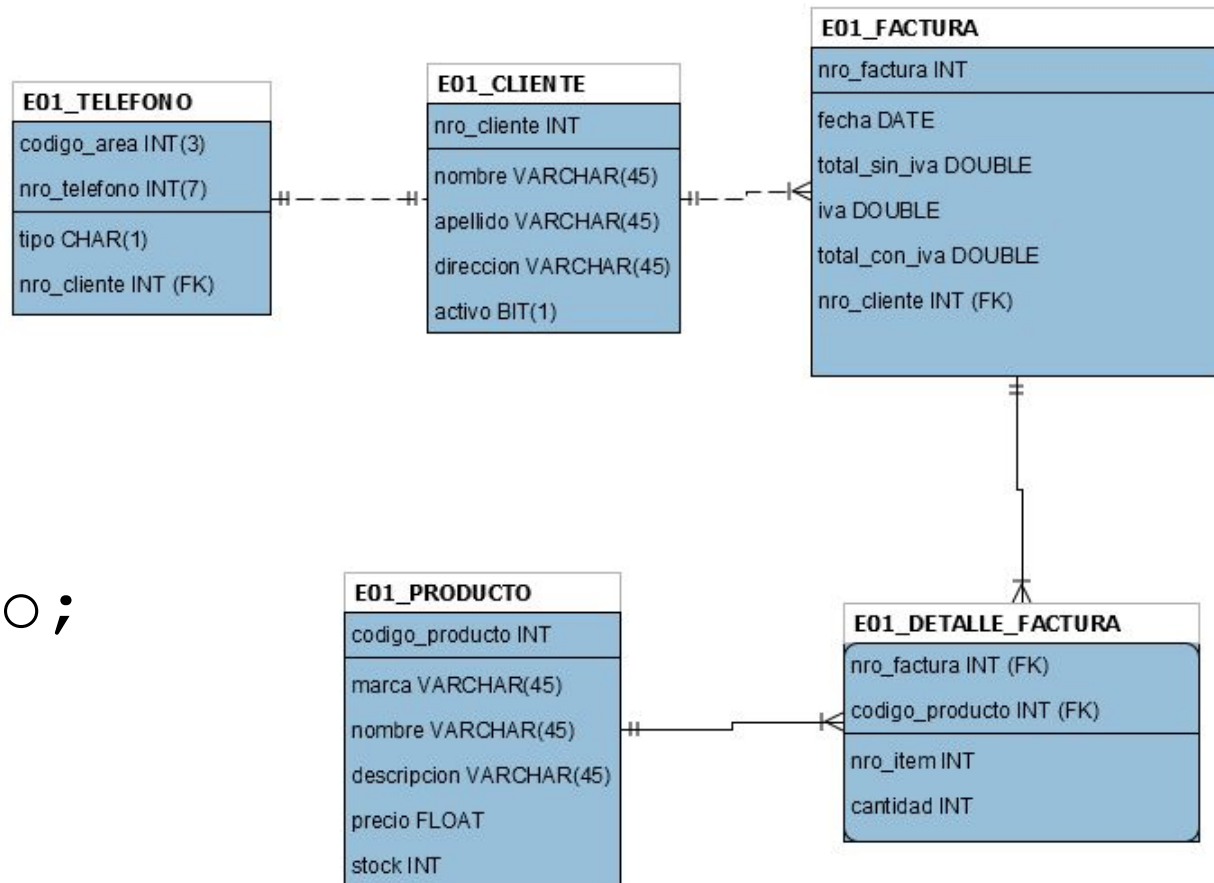 E01_TELEFONO
codigo_area INT(3)
nro_telefono INT(7)
tipo CHAR(1)
nro_cliente INT (FK)
E01_CLIENTE
nro_cliente INT
nombre VARCHAR(45)
apellido VARCHAR(45)
direccion VARCHAR(45)
activo BIT(1)
E01_FACTURA
nro_factura INT
fecha DATE
total_sin_iva DOUBLE
iva DOUBLE
total_con_iva DOUBLE
nro_cliente INT (FK)
o;
E01_PRODUCTO
codigo_producto INT
marca VARCHAR(45)
nombre VARCHAR(45)
descripcion VARCHAR(45)
precio FLOAT
stock INT
E01_DETALLE_FACTURA
nro_factura INT (FK)
codigo_producto INT (FK)
nro_item INT
cantidad INT